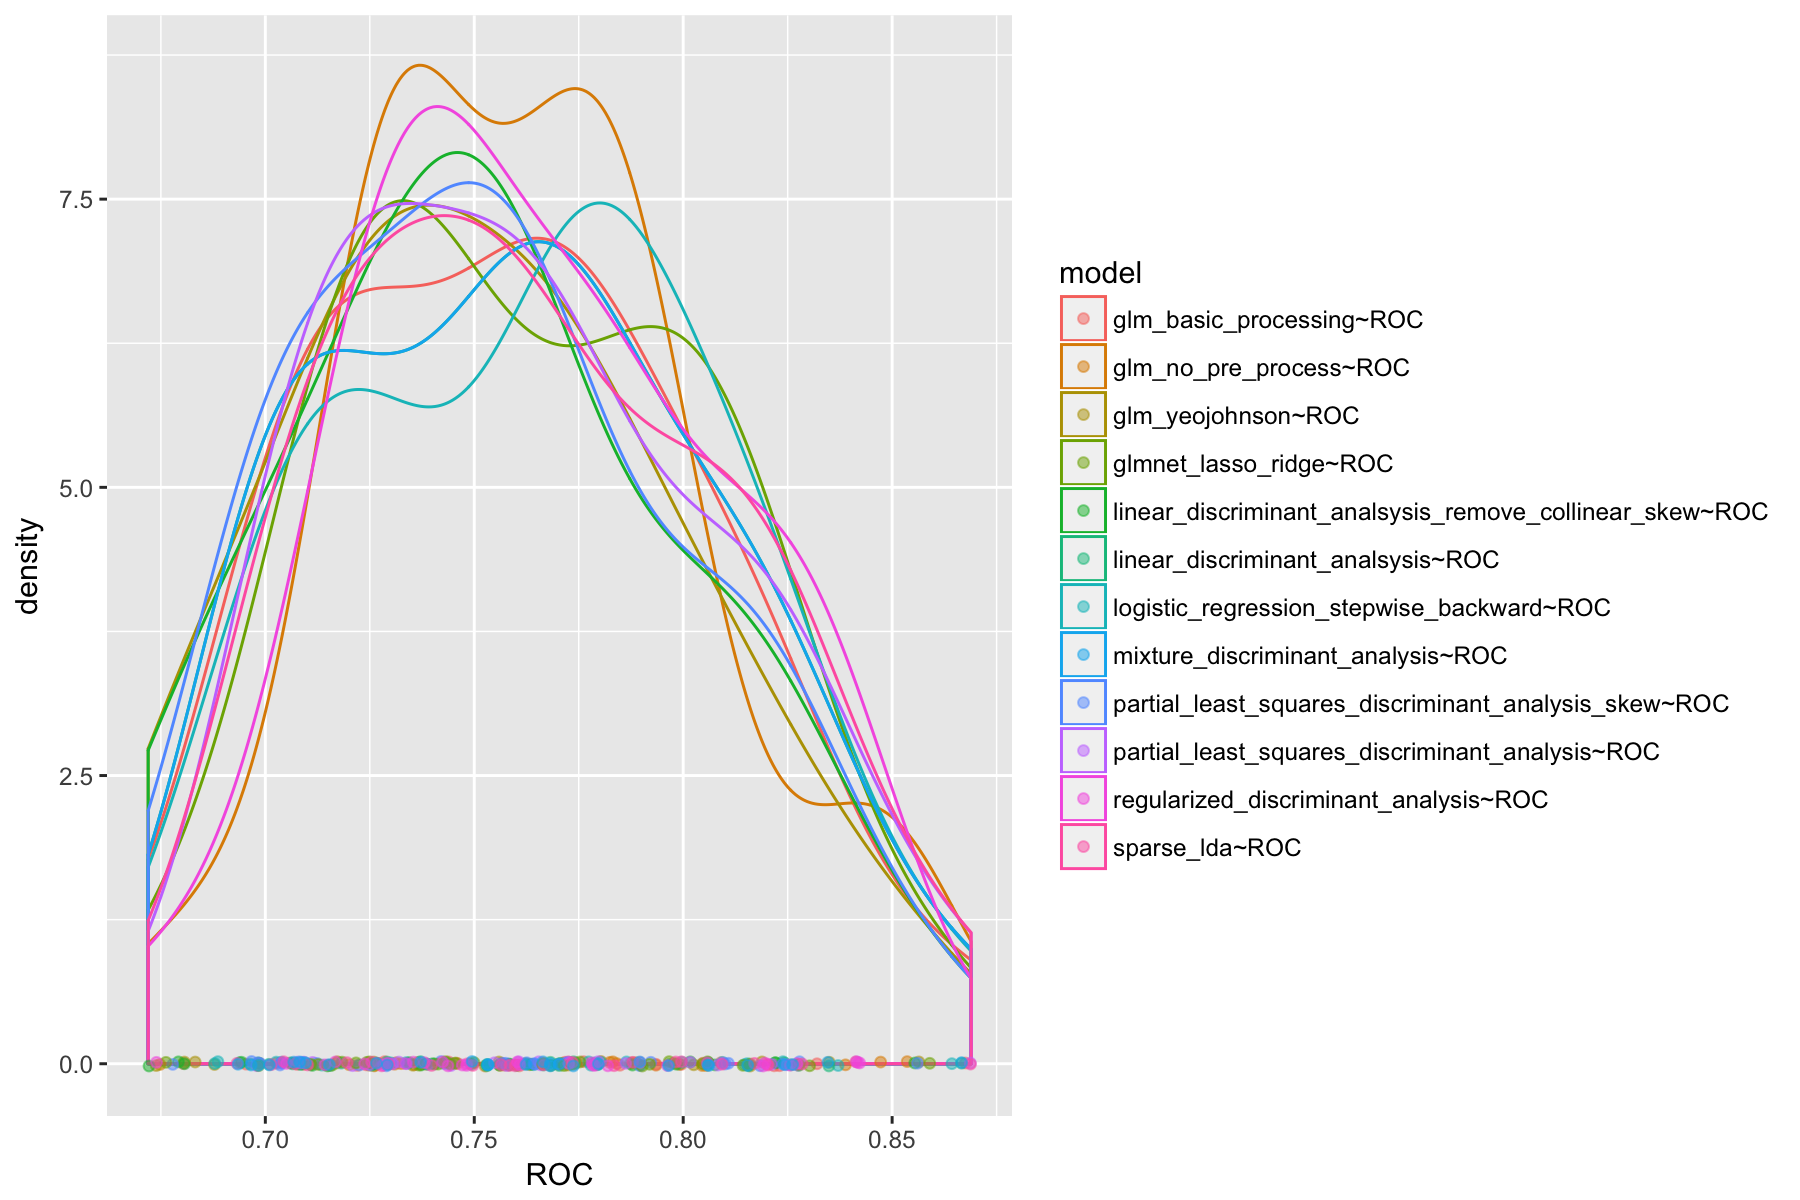 7.5
5.0
2.5
0.0
density
0.70 0.75 0.80 0.85
ROC
model
glm_basic_processing~ROC
glm_no_pre_process~ROC
glm_yeojohnson~ROC
glmnet_lasso_ridge~ROC
linear_discriminant_analsysis_remove_collinear_skew~ROC
linear_discriminant_analsysis~ROC
logistic_regression_stepwise_backward~ROC
mixture_discriminant_analysis~ROC
partial_least_squares_discriminant_analysis_skew~ROC
partial_least_squares_discriminant_analysis~ROC
regularized_discriminant_analysis~ROC
sparse_lda~ROC